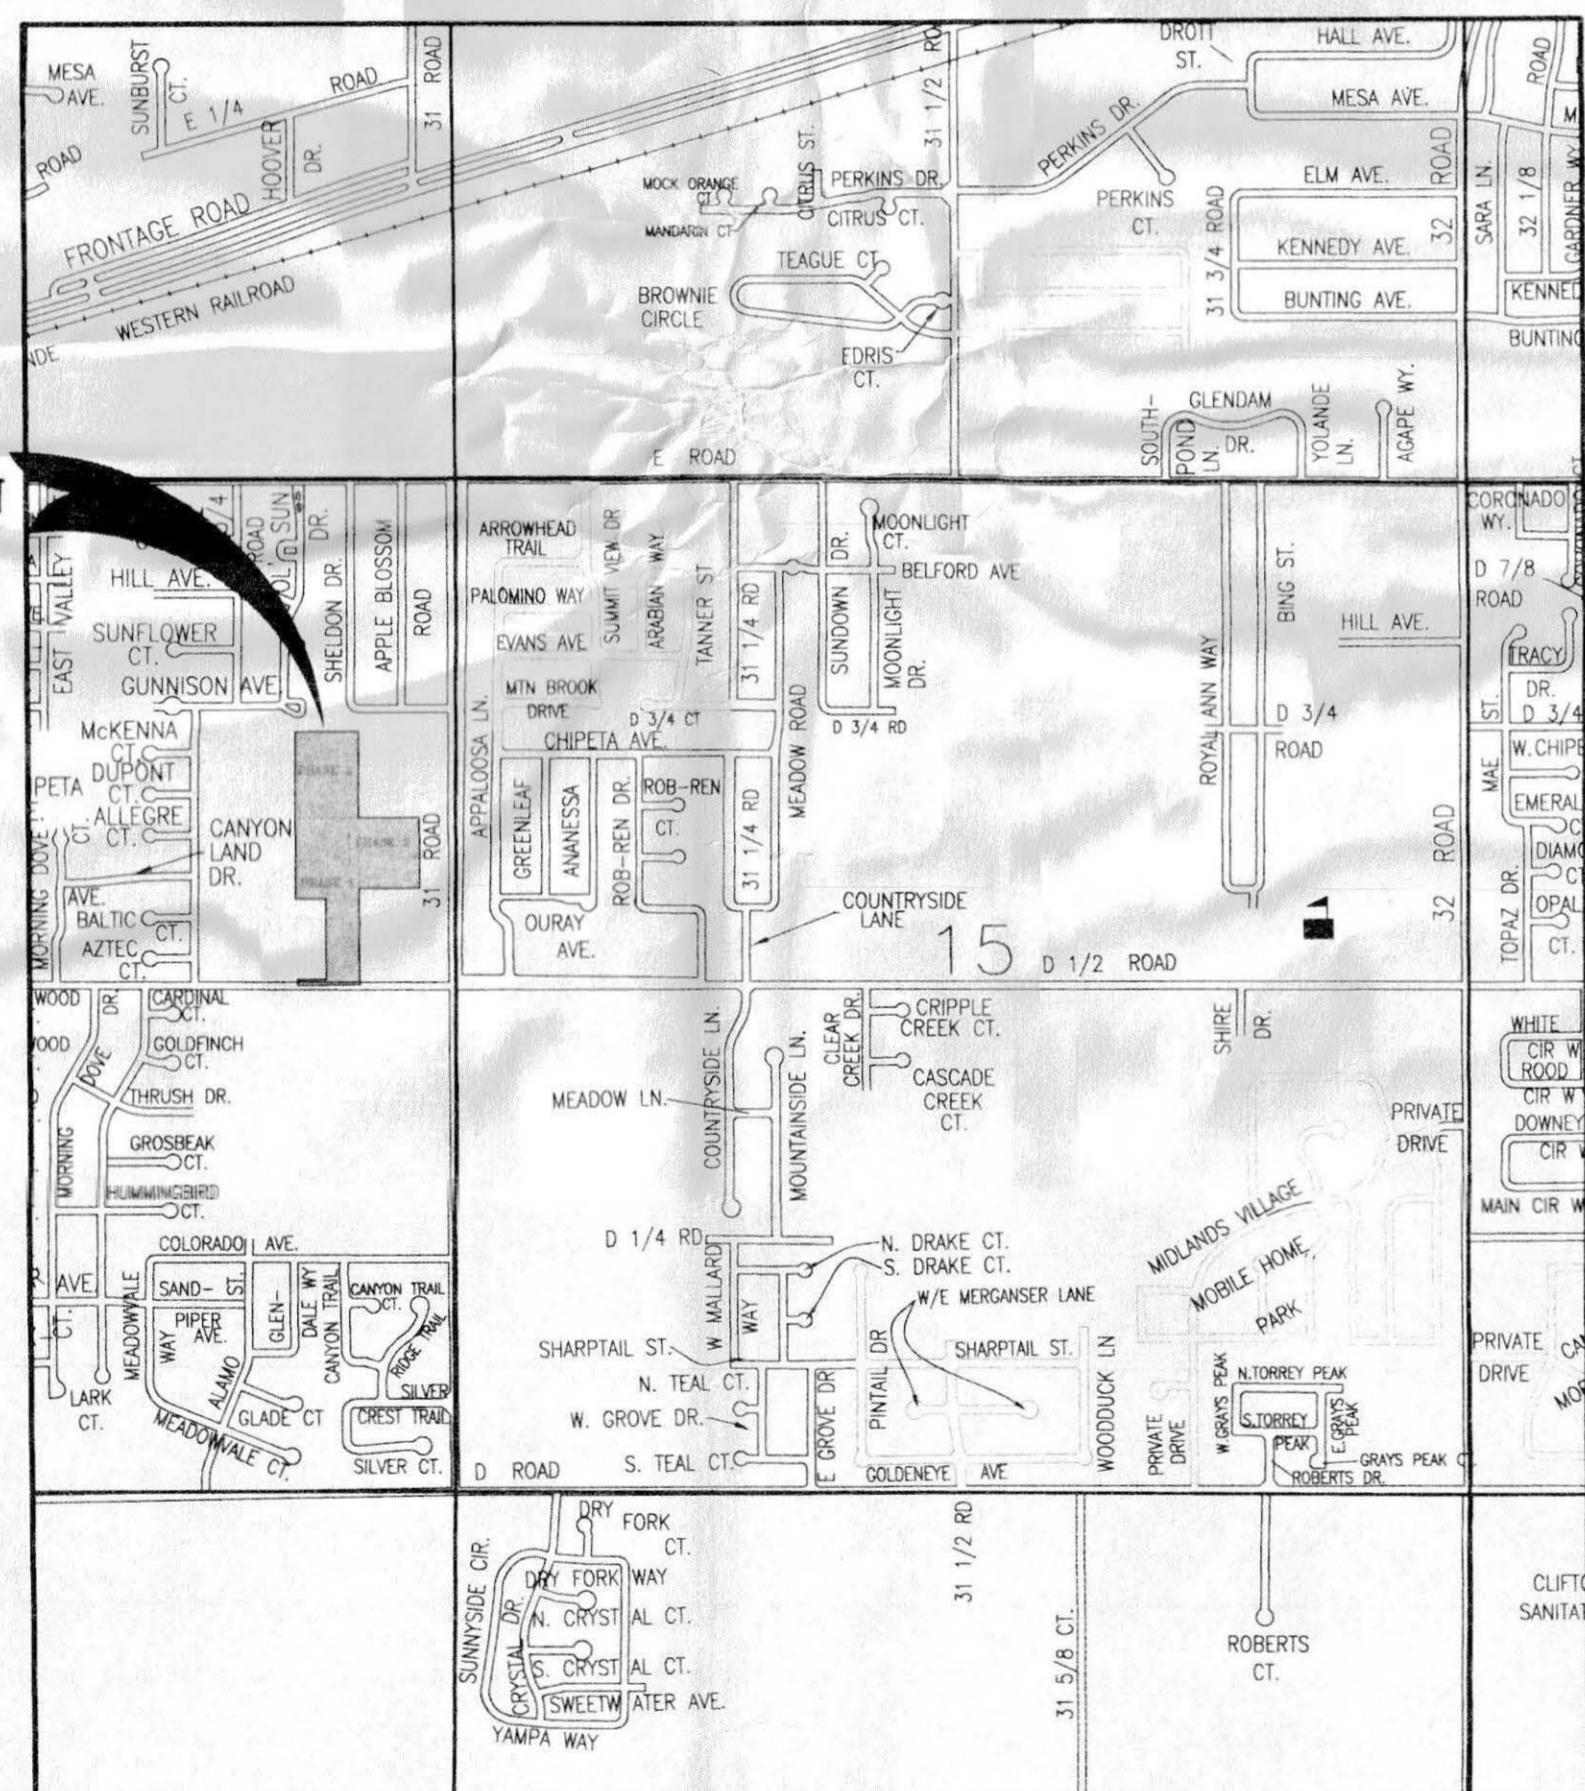 MESA
AVE.
SUNBURST
CT.
E 1/4
ROAD
31 ROAD
ROAD
HOOVER
DR.
FRONTAGE ROAD
WESTERN RAILROAD
31 1/2 RO
DROTT
ST.
HALL AVE.
MESA AVE.
PERKINS DR.
MOCK ORANGE
CT
MANDARIN CT
CITRUS ST.
PERKINS DR.
CITRUS CT.
PERKINS
CT.
ELM AVE.
KENNEDY AVE.
BUNTING AVE.
31 3/4 ROAD
32 ROAD
SARA LN.
32 1/8
ROAD
M
GARDNER WY.
KENNED
BUNTING
TEAGUE CT
BROWNIE
CIRCLE
EDRIS
CT.
E ROAD
SOUTH-
POND
LN.
GLENDAM
DR.
YOLANDE
LN.
AGAPE WY.
EAST VALLEY
HILL AVE.
SUNFLOWER
CT.
GUNNISON AVE
ROAD
SUN
DR.
SHELDON DR.
APPLE BLOSSOM
ROAD
McKENNA
CT.
DUPONT
CT.
PETA
CT.
ALLEGRE
CT.
CANYON
LAND
DR.
MORNING DOVE
AVE.
BALTIC
CT.
AZTEC
CT.
31 ROAD
ARROWHEAD
TRAIL
PALOMINO WAY
EVANS AVE
MTN BROOK
DRIVE
SUMMIT VIEW DR
ARABIAN WAY
TANNER ST
31 1/4 RD
D 3/4 CT
CHIPETA AVE.
APPALOOSA LN.
GREENLEAF
ANANESSA
ROB-REN DR.
ROB-REN
CT.
31 1/4 RD
OURAY
AVE.
MEADOW ROAD
SUNDOWN DR.
MOONLIGHT
CT.
BELFORD AVE
MOONLIGHT
DR.
D 3/4 RD
COUNTRYSIDE
LANE
15
D 1/2 ROAD
ROYAL ANN WAY
BING ST.
HILL AVE.
D 3/4
ROAD
32 ROAD
CORONADO
WY.
D 7/8
ROAD
TRACY
DR.
D 3/4
MAE ST.
W.CHIPE
EMERAL
DIAMO
CT
OPAL
CT.
TOPAZ DR.
WOOD
DR.
CARDINAL
CT.
GOLDFINCH
CT.
DOVE
THRUSH DR.
MORNING
GROSBEAK
CT.
HUMMINGBIRD
CT.
COLORADO AVE.
AVE.
CT.
MEADOWVALE
WAY
SAND-
ST.
PIPER
AVE.
GLEN-
DALE WY
CANYON TRAIL
CANYON TRAIL
CT.
RIDGE TRAIL
SILVER
CREST TRAIL
SILVER CT.
ALAMO
GLADE CT
MEADOWVALE CT.
LARK
CT.
COUNTRYSIDE LN.
MEADOW LN.
MOUNTAINSIDE LN.
CLEAR
CREEK DR.
CRIPPLE
CREEK CT.
CASCADE
CREEK
CT.
SHIRE
DR.
PRIVATE
DRIVE
WHITE
CIR W
ROOD
CIR W
DOWNEY
CIR W
MAIN CIR W
D 1/4 RD.
W MALLARD
WAY
N. DRAKE CT.
S. DRAKE CT.
W/E MERGANSER LANE
SHARPTAIL ST.
N. TEAL CT.
W. GROVE DR.
S. TEAL CT.
E GROVE DR
PINTAIL DR
SHARPTAIL ST.
GOLDENEYE AVE
WOODDUCK LN
MIDLANDS VILLAGE
MOBILE HOME
PARK
PRIVATE
DRIVE
W.GRAYS PEAK
N.TORREY PEAK
S.TORREY
PEAK
E.GRAYS
PEAK
GRAYS PEAK C
ROBERTS DR.
PRIVATE
DRIVE
D ROAD
SUNNYSIDE CIR.
DRY FORK
CT.
DRY FORK WAY
CRYSTAL DR.
N. CRYSTAL CT.
S. CRYSTAL CT.
SWEETWATER AVE.
YAMPA WAY
31 1/2 RD
31 5/8 CT.
ROBERTS
CT.
CLIFTO
SANITAT